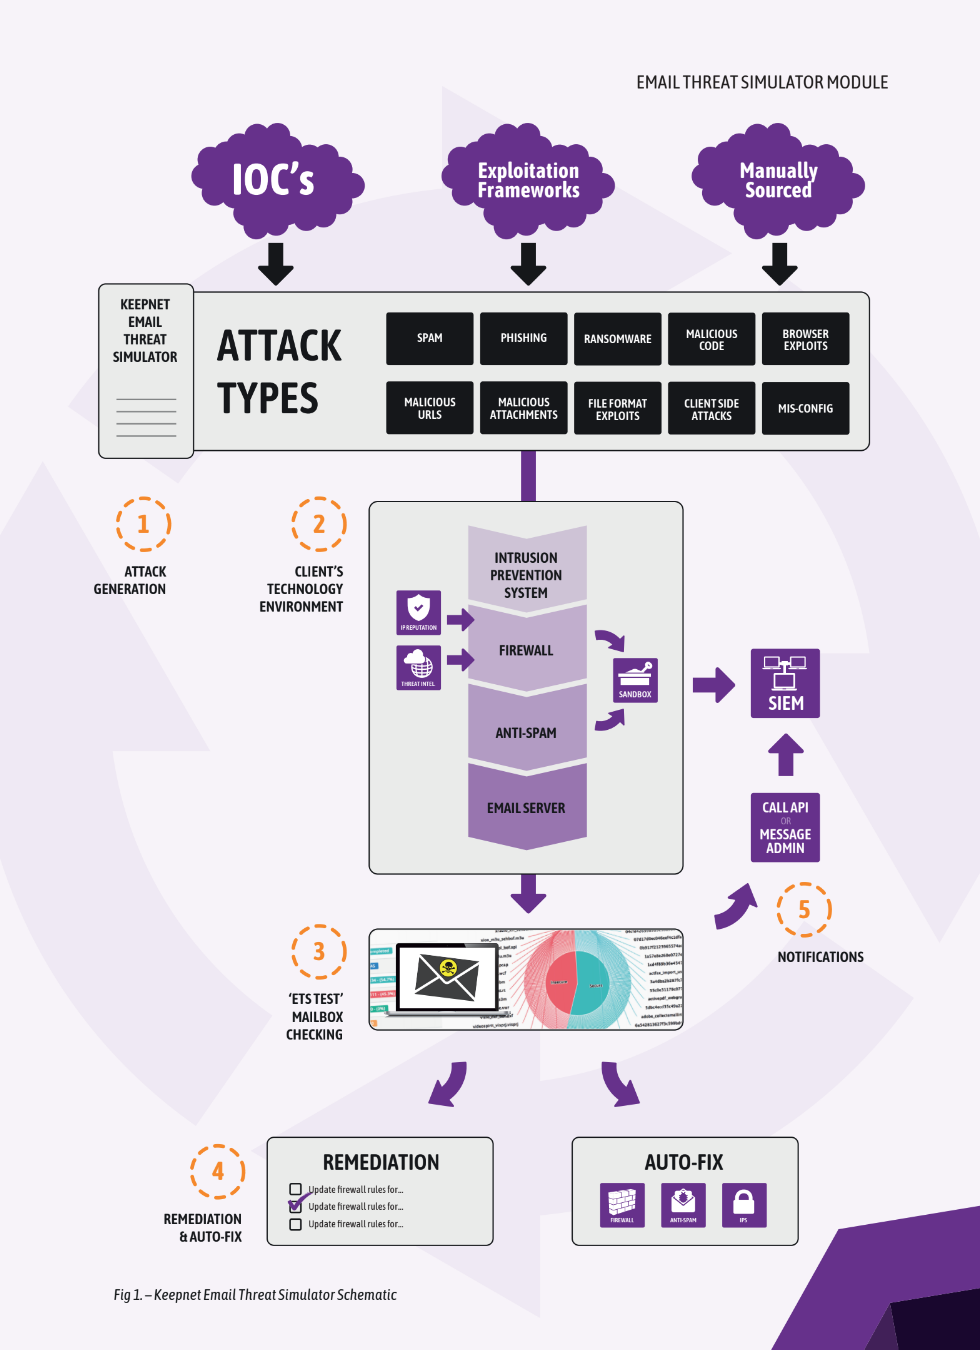 EMAIL THREAT SIMULATOR MODULE
IOC's
Exploitation
Frameworks
Manually
Sourced
KEEPNET
EMAIL
THREAT
SIMULATOR
ATTACK
TYPES
SPAM
PHISHING
RANSOMWARE
MALICIOUS
CODE
BROWSER
EXPLOITS
MALICIOUS
URLS
MALICIOUS
ATTACHMENTS
FILE FORMAT
EXPLOITS
CLIENT SIDE
ATTACKS
MIS-CONFIG
1
ATTACK
GENERATION
2
CLIENT'S
TECHNOLOGY
ENVIRONMENT
INTRUSION
PREVENTION
SYSTEM
IP REPUTATION
FIREWALL
THREAT INTEL.
SANDBOX
ANTI-SPAM
EMAIL SERVER
SIEM
CALL API
OR
MESSAGE
ADMIN
5
NOTIFICATIONS
3
'ETS TEST'
MAILBOX
CHECKING
4
REMEDIATION
& AUTO-FIX
REMEDIATION
Update firewall rules for...
Update firewall rules for...
Update firewall rules for...
AUTO-FIX
FIREWALL
ANTI-SPAM
IPS
Fig 1. – Keepnet Email Threat Simulator Schematic